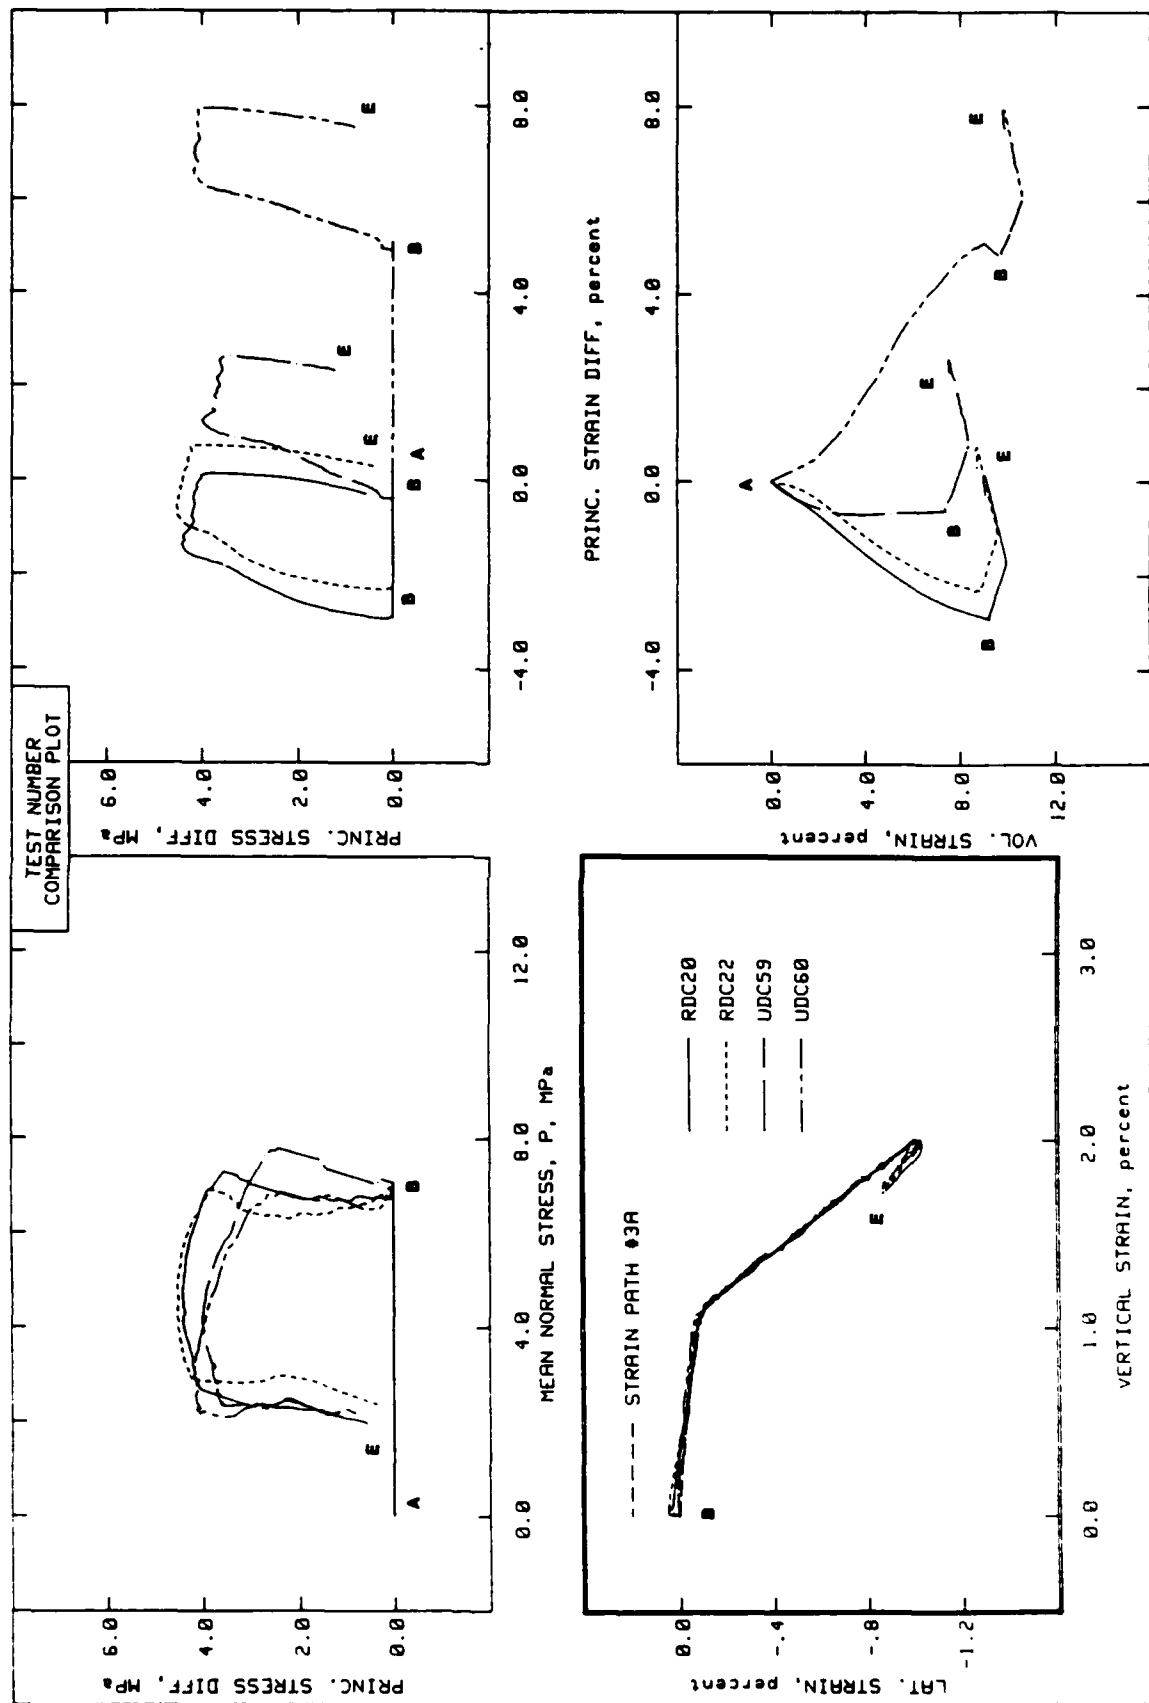 TEST NUMBER
COMPARISON PLOT
PRINC. STRESS DIFF, MPa
6.0
4.0
2.0
0.0
A
E
B
0.0
4.0
8.0
12.0
MEAN NORMAL STRESS, P, MPa
PRINC. STRESS DIFF, MPa
6.0
4.0
2.0
0.0
B
B
A
E
E
B
E
-4.0
0.0
4.0
8.0
PRINC. STRAIN DIFF, percent
LAT. STRAIN, percent
0.0
-.4
-.8
-1.2
STRAIN PATH #3A
RDC20
RDC22
UDC59
UDC60
B
E
0.0
1.0
2.0
3.0
VERTICAL STRAIN, percent
VOL. STRAIN, percent
0.0
4.0
8.0
12.0
A
B
B
E
E
B
E
-4.0
0.0
4.0
8.0